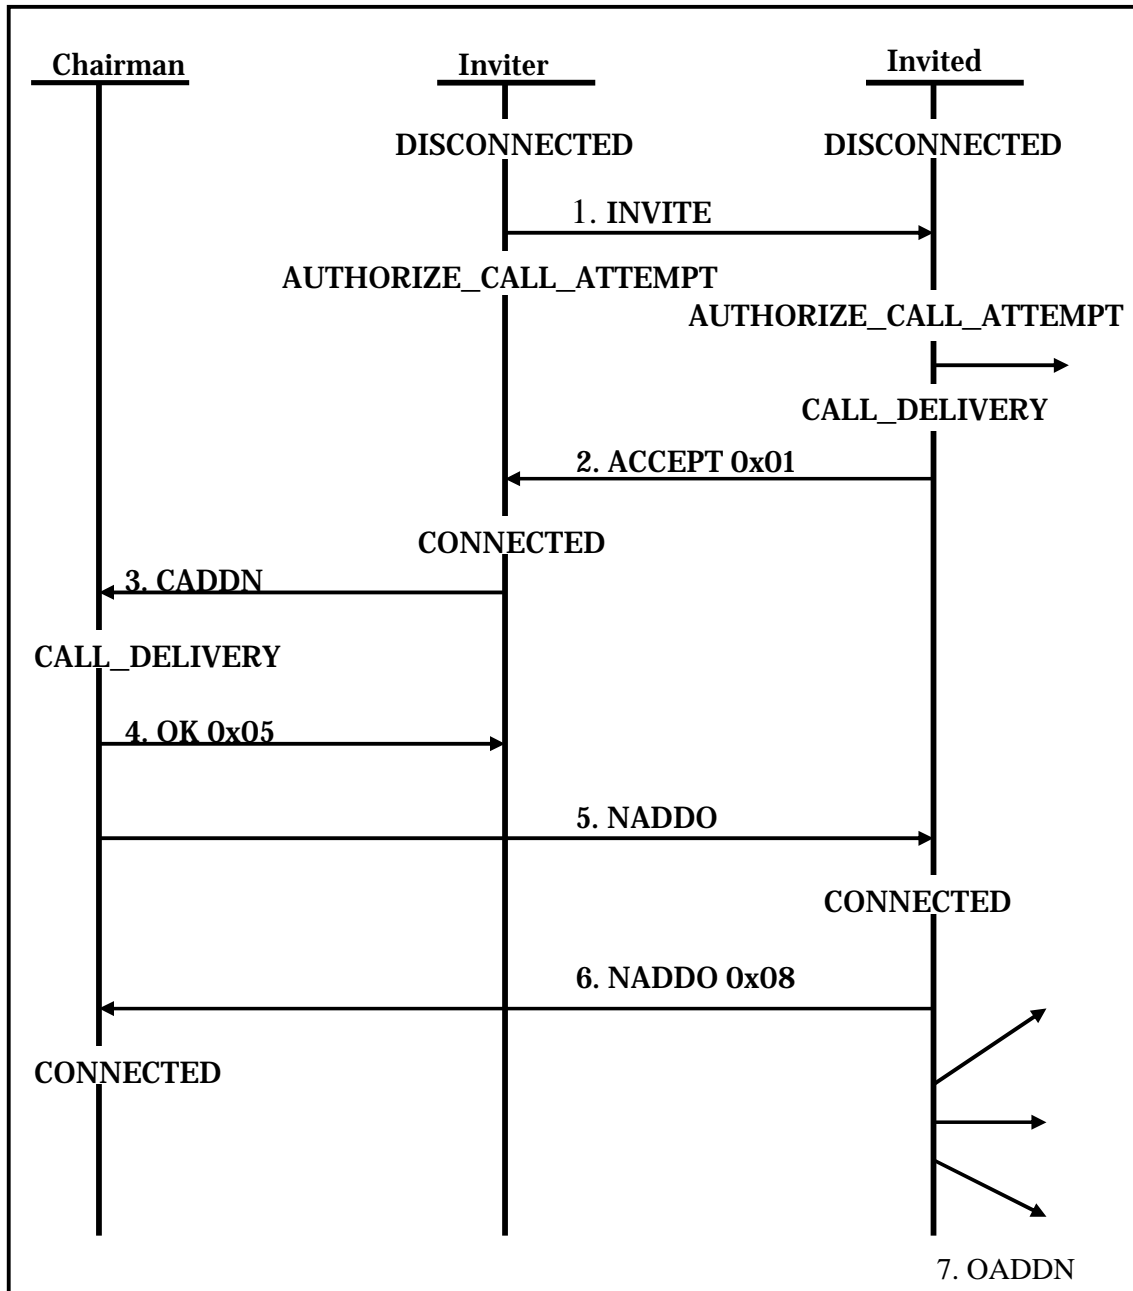 Chairman Inviter Invited
DISCONNECTED DISCONNECTED
1. INVITE
AUTHORIZE_CALL_ATTEMPT
AUTHORIZE_CALL_ATTEMPT
CALL_DELIVERY
2. ACCEPT 0x01
CONNECTED
3. CADDN
CALL_DELIVERY
4. OK 0x05
5. NADDO
CONNECTED
6. NADDO 0x08
CONNECTED
7. OADDN